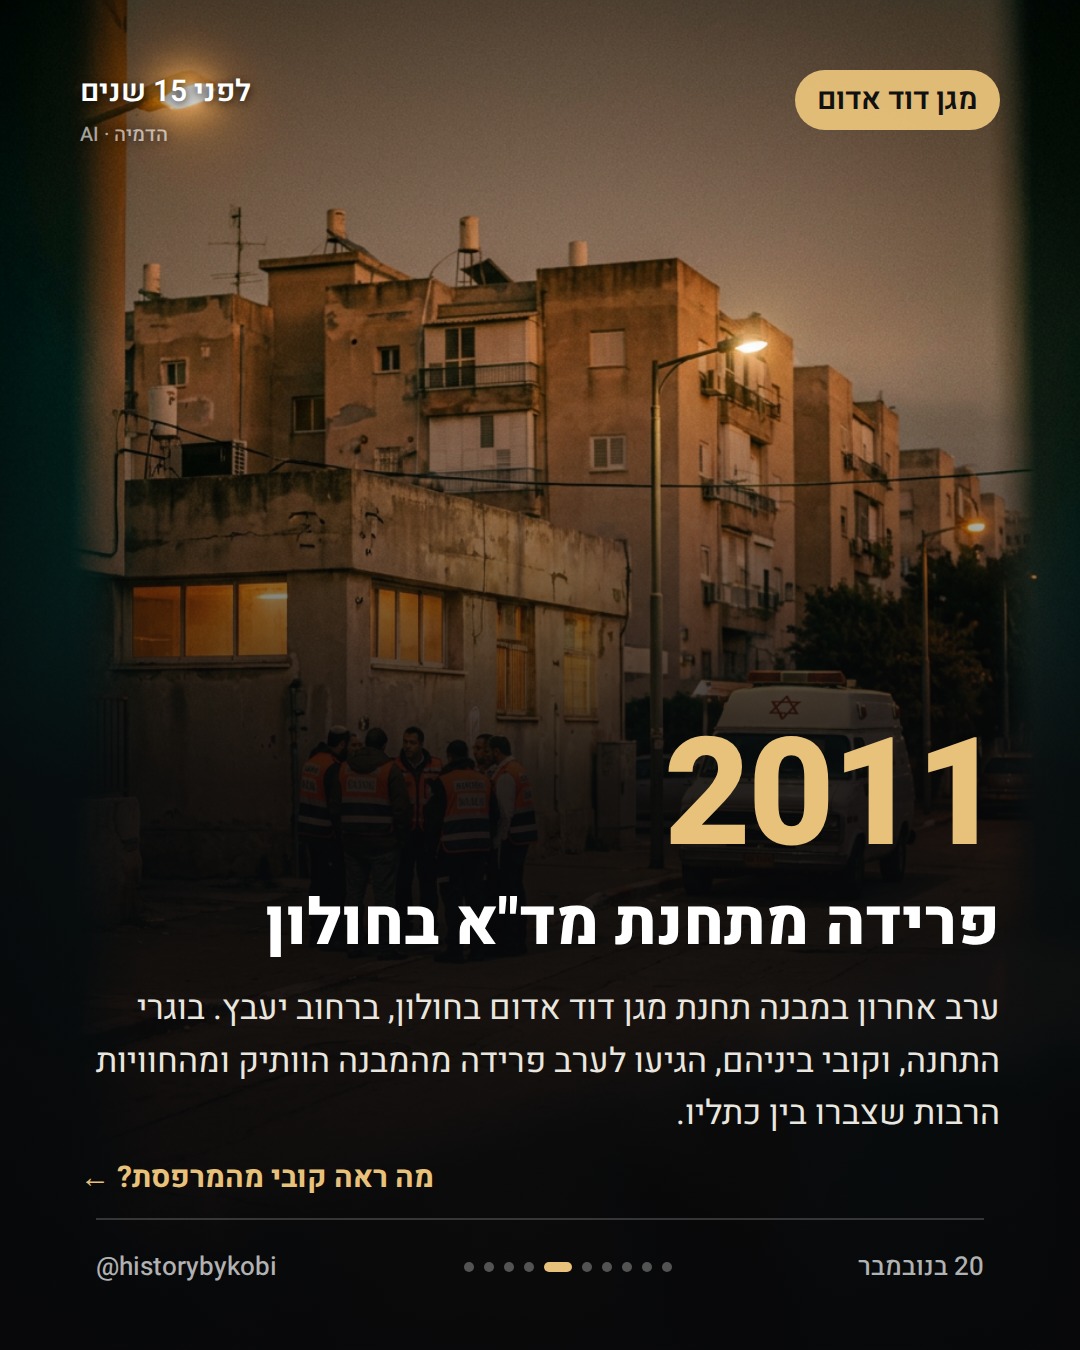 מגן דוד אדום
לפני 15 שנים
הדמיה · AI
2011
פרידה מתחנת מד"א בחולון
ערב אחרון במבנה תחנת מגן דוד אדום בחולון, ברחוב יעבץ. בוגרי
התחנה, וקובי ביניהם, הגיעו לערב פרידה מהמבנה הוותיק ומהחוויות
הרבות שצברו בין כתליו.
מה ראה קובי מהמרפסת? ←
20 בנובמבר
@historybykobi